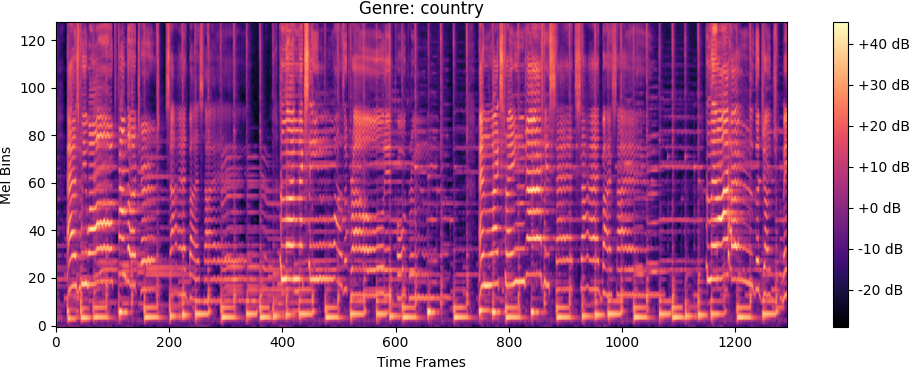 Genre: country
120
100
80
60
40
20
0
Mel Bins
0 200 400 600 800 1000 1200
Time Frames
+40 dB
+30 dB
+20 dB
+10 dB
+0 dB
-10 dB
-20 dB